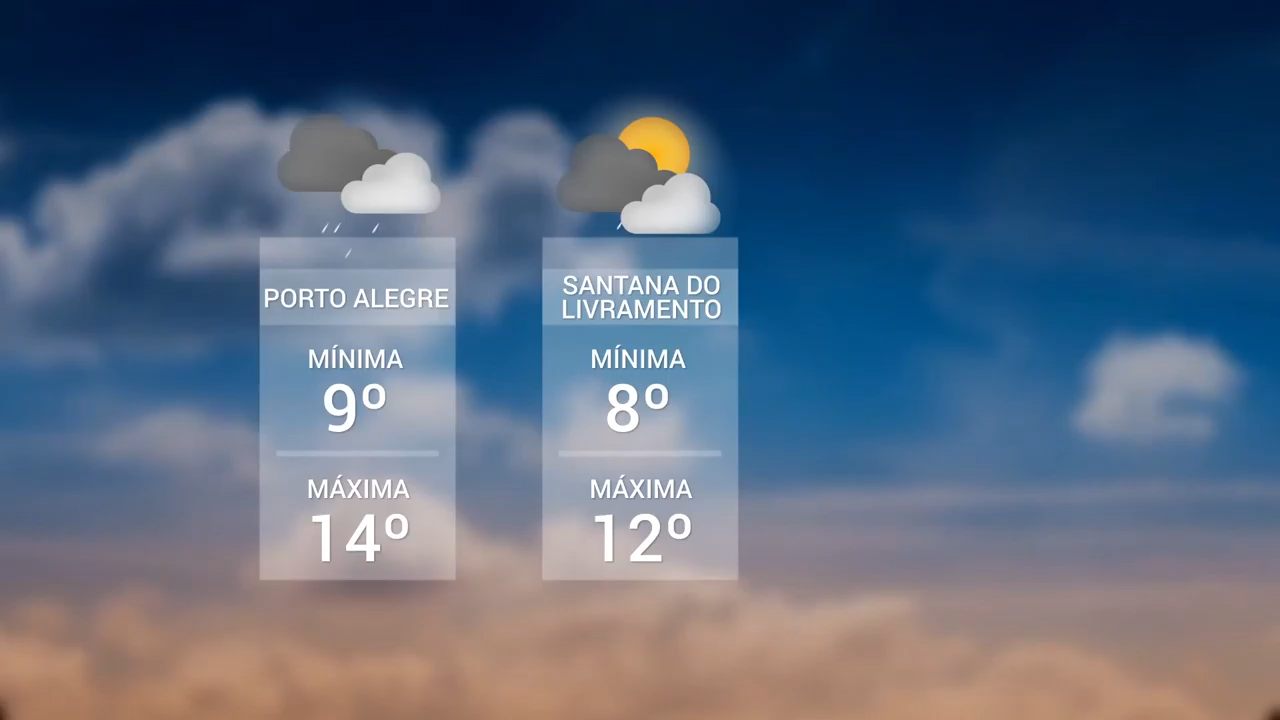 PORTO ALEGRE
MÍNIMA
9º
MÁXIMA
14º
SANTANA DO
LIVRAMENTO
MÍNIMA
8º
MÁXIMA
12º